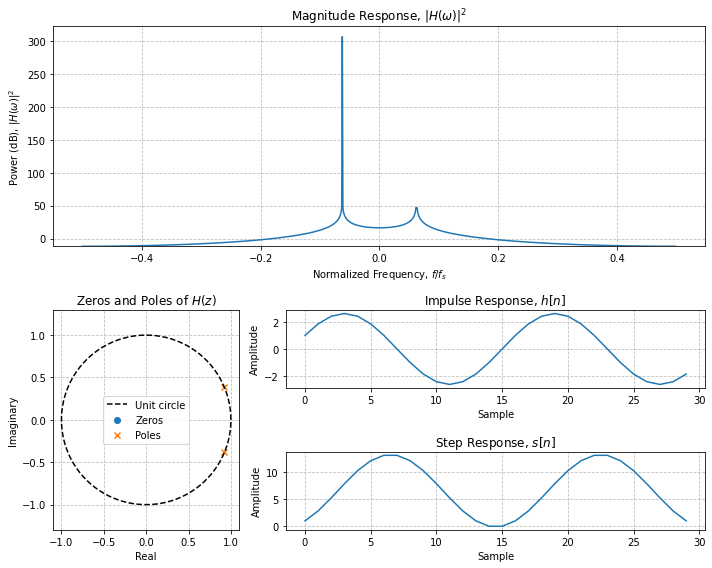 Magnitude Response, |H(ω)|²
Power (dB), |H(ω)|²
300
250
200
150
100
50
0
−0.4
−0.2
0.0
0.2
0.4
Normalized Frequency, f/fₛ
Zeros and Poles of H(z)
Imaginary
1.0
0.5
0.0
−0.5
−1.0
Unit circle
Zeros
Poles
−1.0
−0.5
0.0
0.5
1.0
Real
Impulse Response, h[n]
Amplitude
2
0
−2
0
5
10
15
20
25
30
Sample
Step Response, s[n]
Amplitude
10
5
0
0
5
10
15
20
25
30
Sample